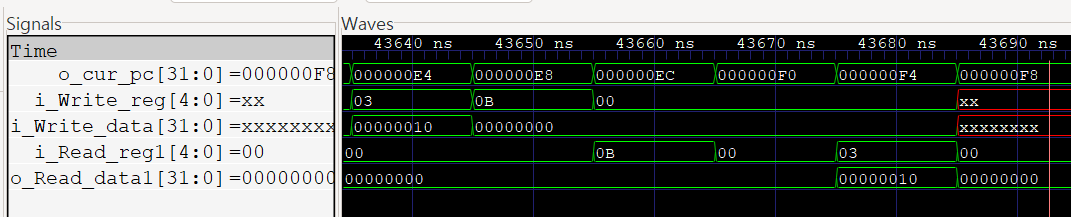 Signals Waves
Time 43640 ns 43650 ns 43660 ns 43670 ns 43680 ns 43690 ns
o_cur_pc[31:0]=000000F8 000000E4 000000E8 000000EC 000000F0 000000F4 000000F8
i_Write_reg[4:0]=xx 03 0B 00 xx
i_Write_data[31:0]=xxxxxxxx 00000010 00000000 xxxxxxxx
i_Read_reg1[4:0]=00 00 0B 00 03 00
o_Read_data1[31:0]=00000000 00000000 00000010 00000000